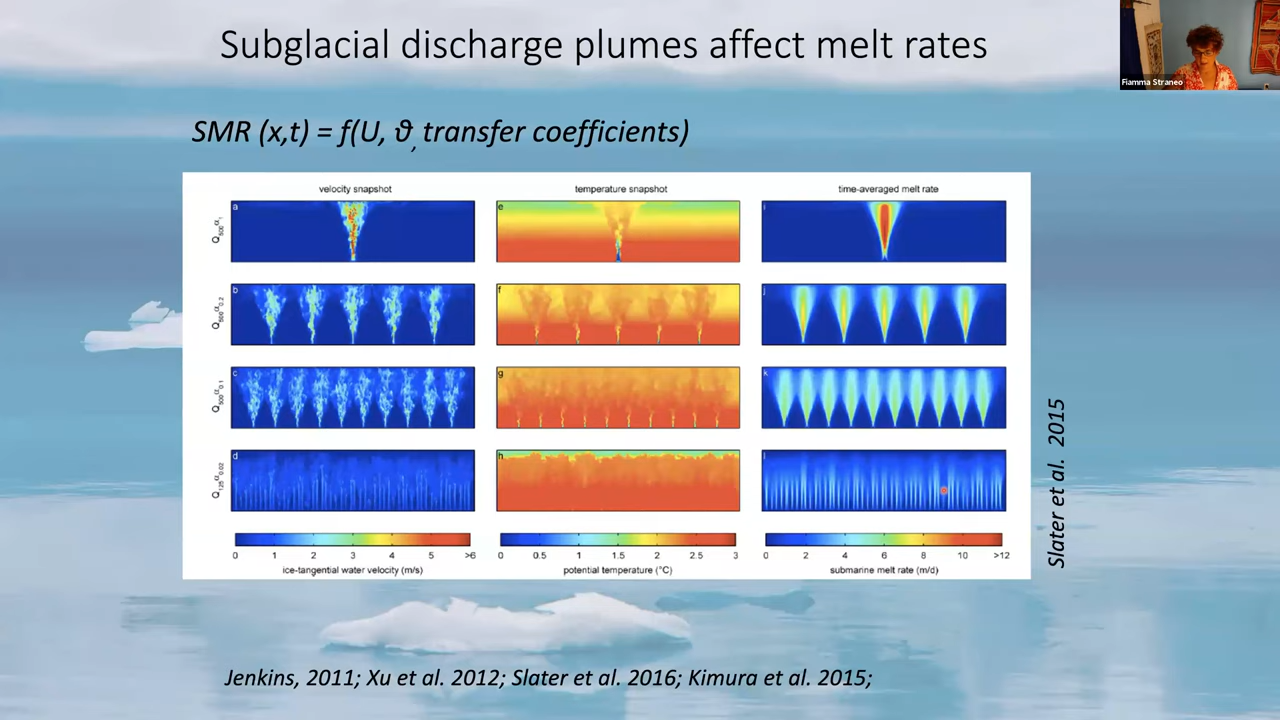 Subglacial discharge plumes affect melt rates
Fiamma Straneo
SMR (x,t) = f(U, ϑ, transfer coefficients)
velocity snapshot
temperature snapshot
time-averaged melt rate
a
e
i
b
f
j
c
g
k
d
h
l
0 1 2 3 4 5 >6
ice-tangential water velocity (m/s)
0 0.5 1 1.5 2 2.5 3
potential temperature (°C)
0 2 4 6 8 10 >12
submarine melt rate (m/d)
Slater et al. 2015
Jenkins, 2011; Xu et al. 2012; Slater et al. 2016; Kimura et al. 2015;